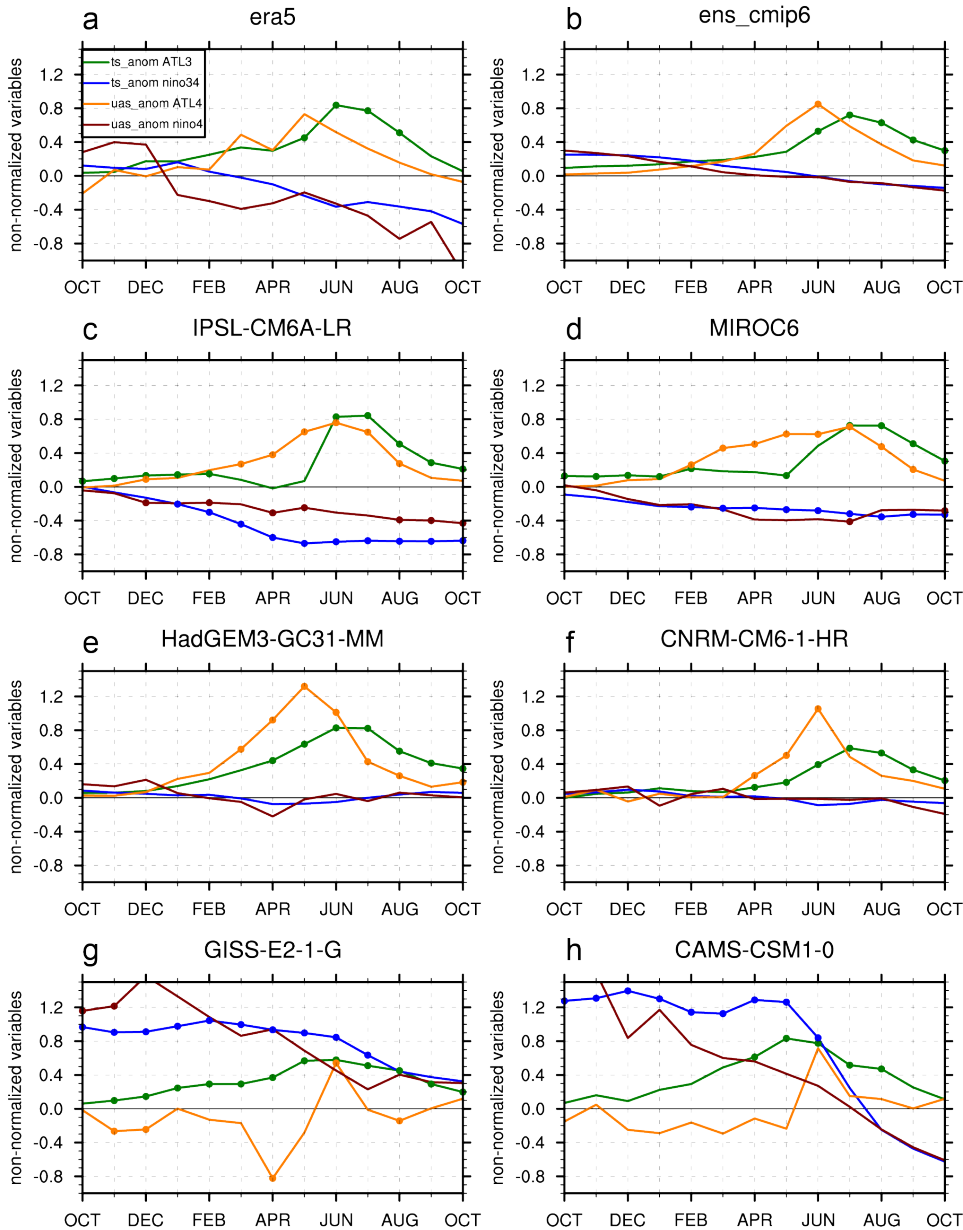 a era5
b ens_cmip6
non-normalized variables
1.2
0.8
0.4
0.0
-0.4
-0.8
ts_anom ATL3
ts_anom nino34
uas_anom ATL4
uas_anom nino4
OCT DEC FEB APR JUN AUG OCT
non-normalized variables
1.2
0.8
0.4
0.0
-0.4
-0.8
OCT DEC FEB APR JUN AUG OCT
c IPSL-CM6A-LR
non-normalized variables
1.2
0.8
0.4
0.0
-0.4
-0.8
OCT DEC FEB APR JUN AUG OCT
d MIROC6
non-normalized variables
1.2
0.8
0.4
0.0
-0.4
-0.8
OCT DEC FEB APR JUN AUG OCT
e HadGEM3-GC31-MM
non-normalized variables
1.2
0.8
0.4
0.0
-0.4
-0.8
OCT DEC FEB APR JUN AUG OCT
f CNRM-CM6-1-HR
non-normalized variables
1.2
0.8
0.4
0.0
-0.4
-0.8
OCT DEC FEB APR JUN AUG OCT
g GISS-E2-1-G
non-normalized variables
1.2
0.8
0.4
0.0
-0.4
-0.8
OCT DEC FEB APR JUN AUG OCT
h CAMS-CSM1-0
non-normalized variables
1.2
0.8
0.4
0.0
-0.4
-0.8
OCT DEC FEB APR JUN AUG OCT